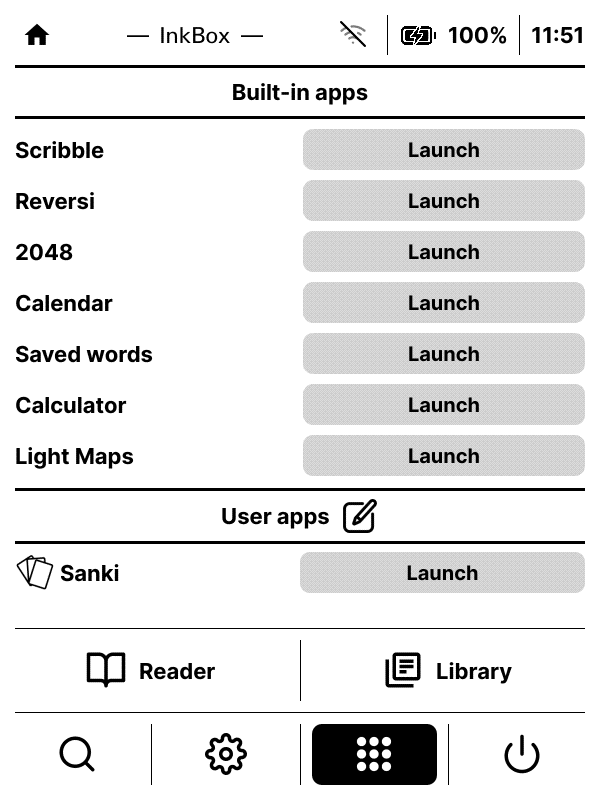 — InkBox — 100% 11:51
Built-in apps
Scribble Launch
Reversi Launch
2048 Launch
Calendar Launch
Saved words Launch
Calculator Launch
Light Maps Launch
User apps
Sanki Launch
Reader Library